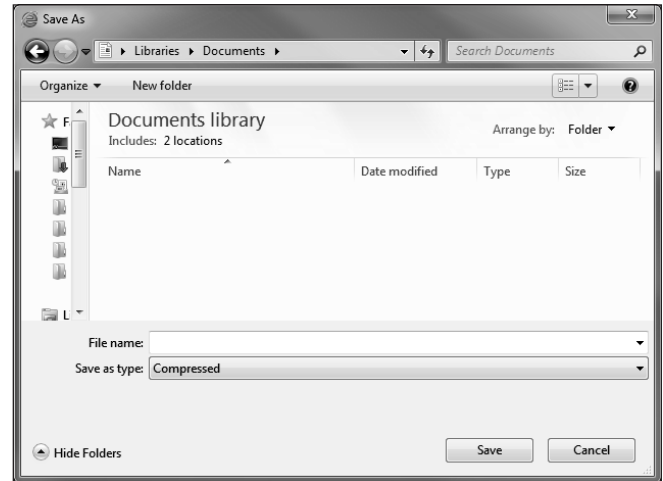 Save As
Libraries Documents
Search Documents
Organize New folder
Documents library
Includes: 2 locations
Arrange by: Folder
Name Date modified Type Size
F
L
File name:
Save as type: Compressed
Hide Folders Save Cancel